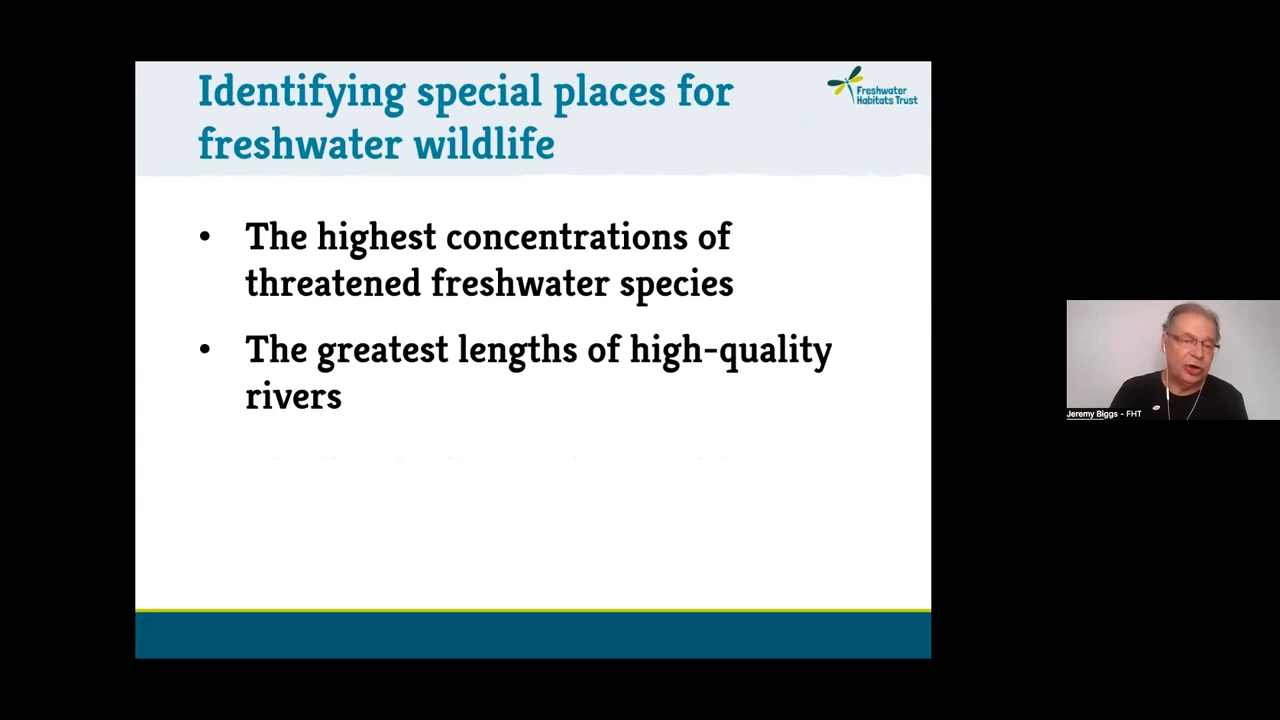 Identifying special places for
freshwater wildlife
Freshwater
Habitats Trust
• The highest concentrations of
threatened freshwater species
• The greatest lengths of high-quality
rivers
Jeremy Biggs - FHT